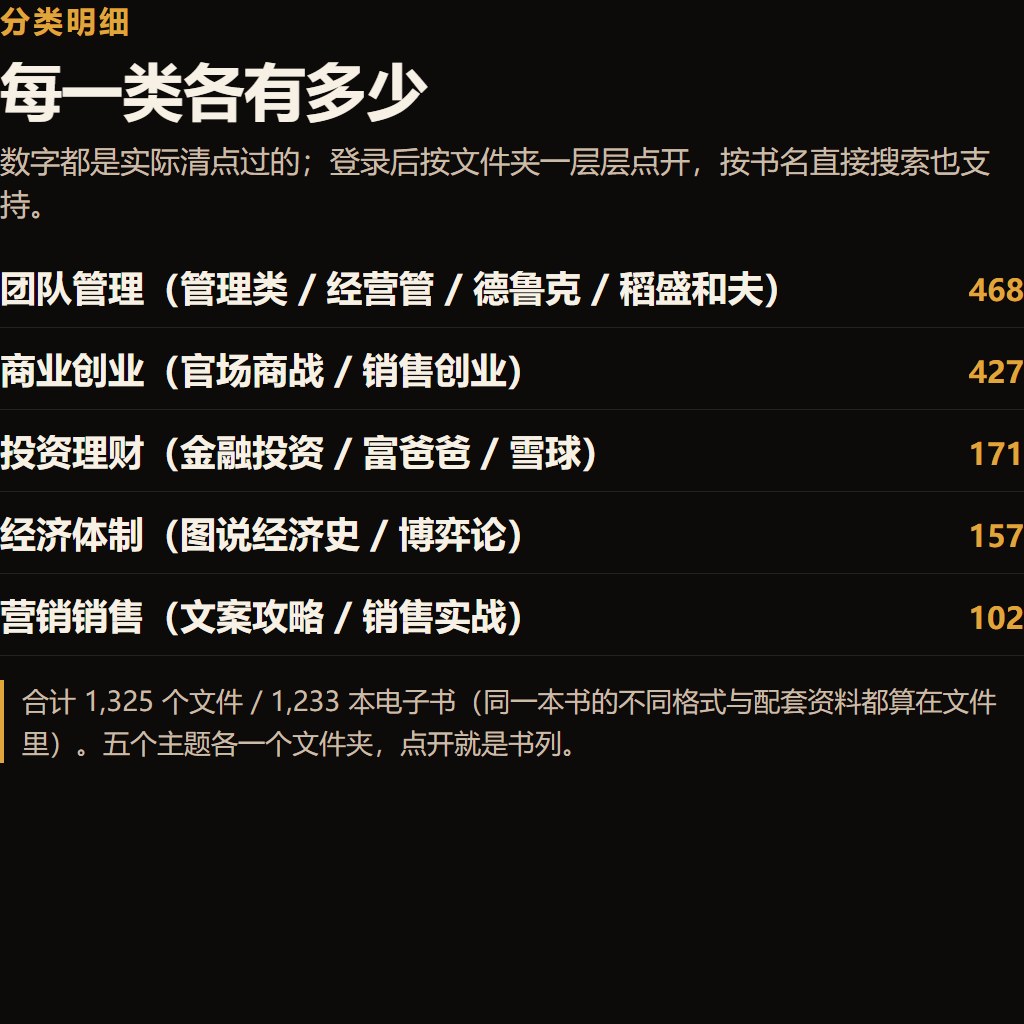 分类明细
每一类各有多少
数字都是实际清点过的；登录后按文件夹一层层点开，按书名直接搜索也支
持。
团队管理（管理类 / 经营管 / 德鲁克 / 稻盛和夫） 468
商业创业（官场商战 / 销售创业） 427
投资理财（金融投资 / 富爸爸 / 雪球） 171
经济体制（图说经济史 / 博弈论） 157
营销销售（文案攻略 / 销售实战） 102
合计 1,325 个文件 / 1,233 本电子书（同一本书的不同格式与配套资料都算在文件
里）。五个主题各一个文件夹，点开就是书列。